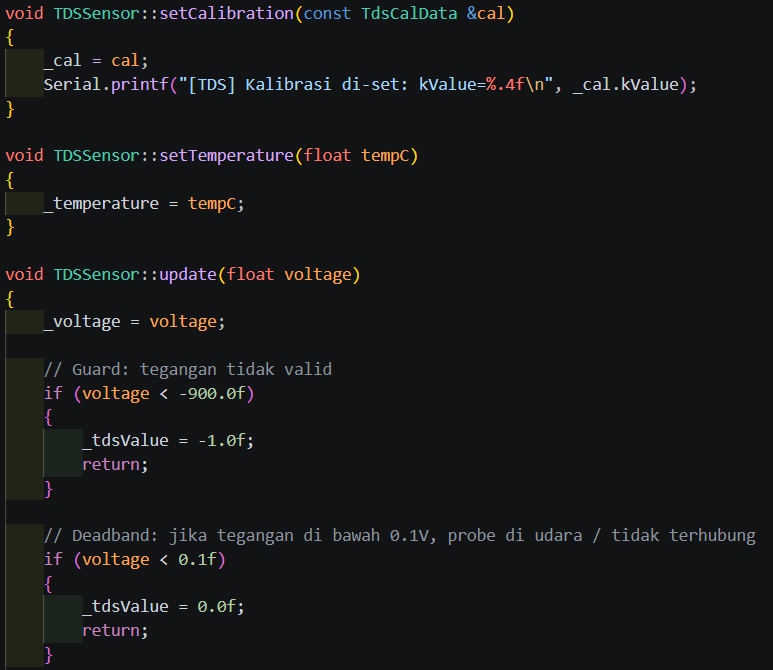 void TDSSensor::setCalibration(const TdsCalData &cal)
{
    _cal = cal;
    Serial.printf("[TDS] Kalibrasi di-set: kValue=%.4f\n", _cal.kValue);
}

void TDSSensor::setTemperature(float tempC)
{
    _temperature = tempC;
}

void TDSSensor::update(float voltage)
{
    _voltage = voltage;

    // Guard: tegangan tidak valid
    if (voltage < -900.0f)
    {
        _tdsValue = -1.0f;
        return;
    }

    // Deadband: jika tegangan di bawah 0.1V, probe di udara / tidak terhubung
    if (voltage < 0.1f)
    {
        _tdsValue = 0.0f;
        return;
    }